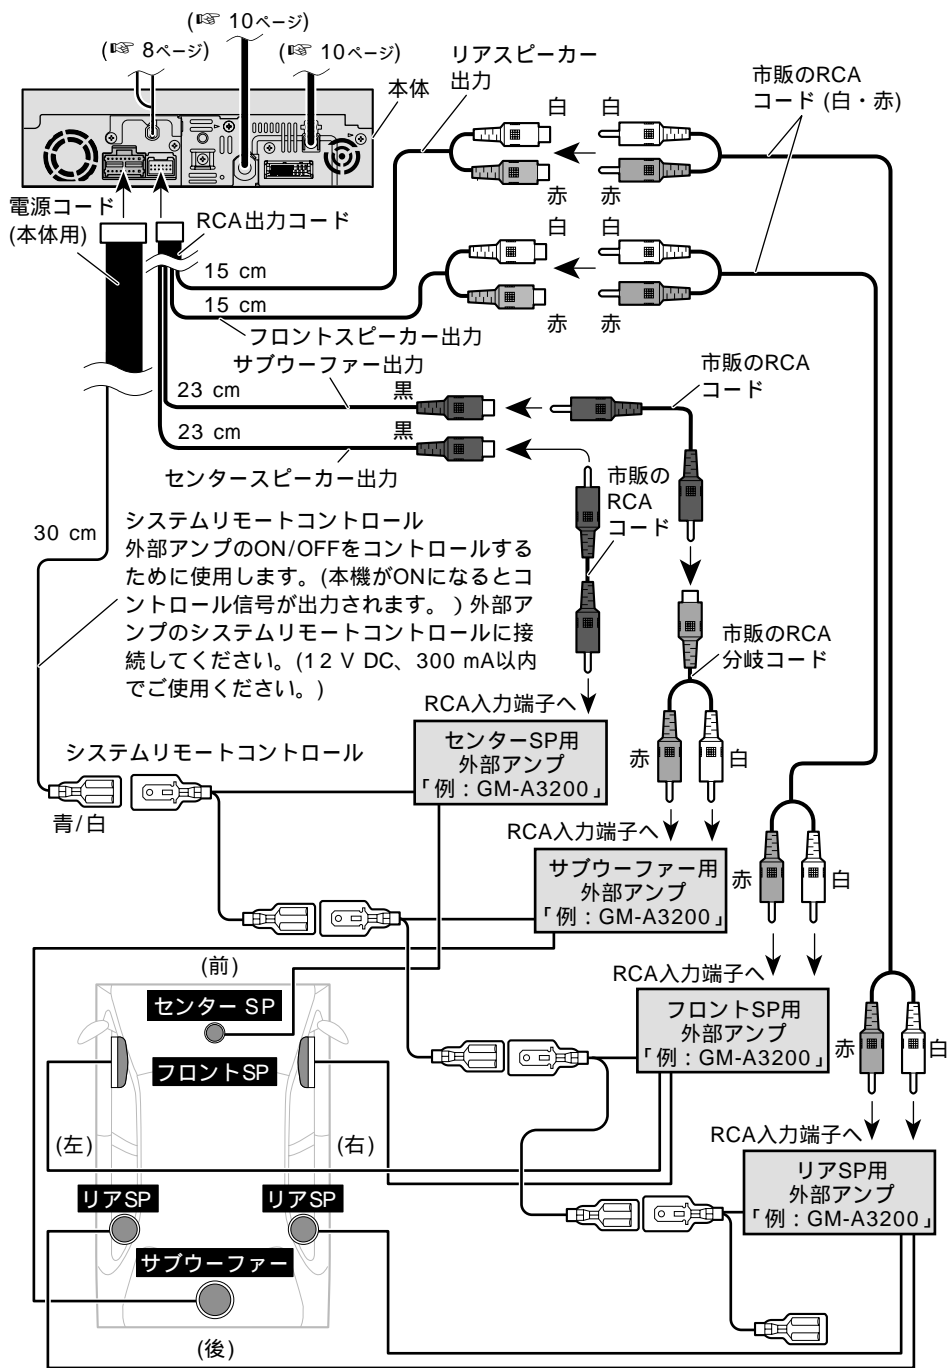 (☞ 10ページ)
(☞ 8ページ)
(☞ 10ページ)
リアスピーカー
出力
本体
市販のRCA
コード (白・赤)
白
白
赤
赤
電源コード
(本体用)
RCA出力コード
15 cm
白
白
15 cm
赤
赤
フロントスピーカー出力
サブウーファー出力
23 cm
黒
市販のRCA
コード
23 cm
黒
センタースピーカー出力
市販の
RCA
コード
30 cm
システムリモートコントロール
外部アンプのON/OFFをコントロールする
ために使用します。(本機がONになるとコ
ントロール信号が出力されます。)外部ア
ンプのシステムリモートコントロールに接
続してください。(12 V DC、300 mA以内
でご使用ください。)
市販のRCA
分岐コード
RCA入力端子へ
センターSP用
外部アンプ
「例：GM-A3200」
赤
白
システムリモートコントロール
青/白
RCA入力端子へ
サブウーファー用
外部アンプ
「例：GM-A3200」
赤
白
(前)
センター SP
フロントSP
RCA入力端子へ
フロントSP用
外部アンプ
「例：GM-A3200」
赤
白
(左)
(右)
リアSP
リアSP
RCA入力端子へ
リアSP用
外部アンプ
「例：GM-A3200」
サブウーファー
(後)